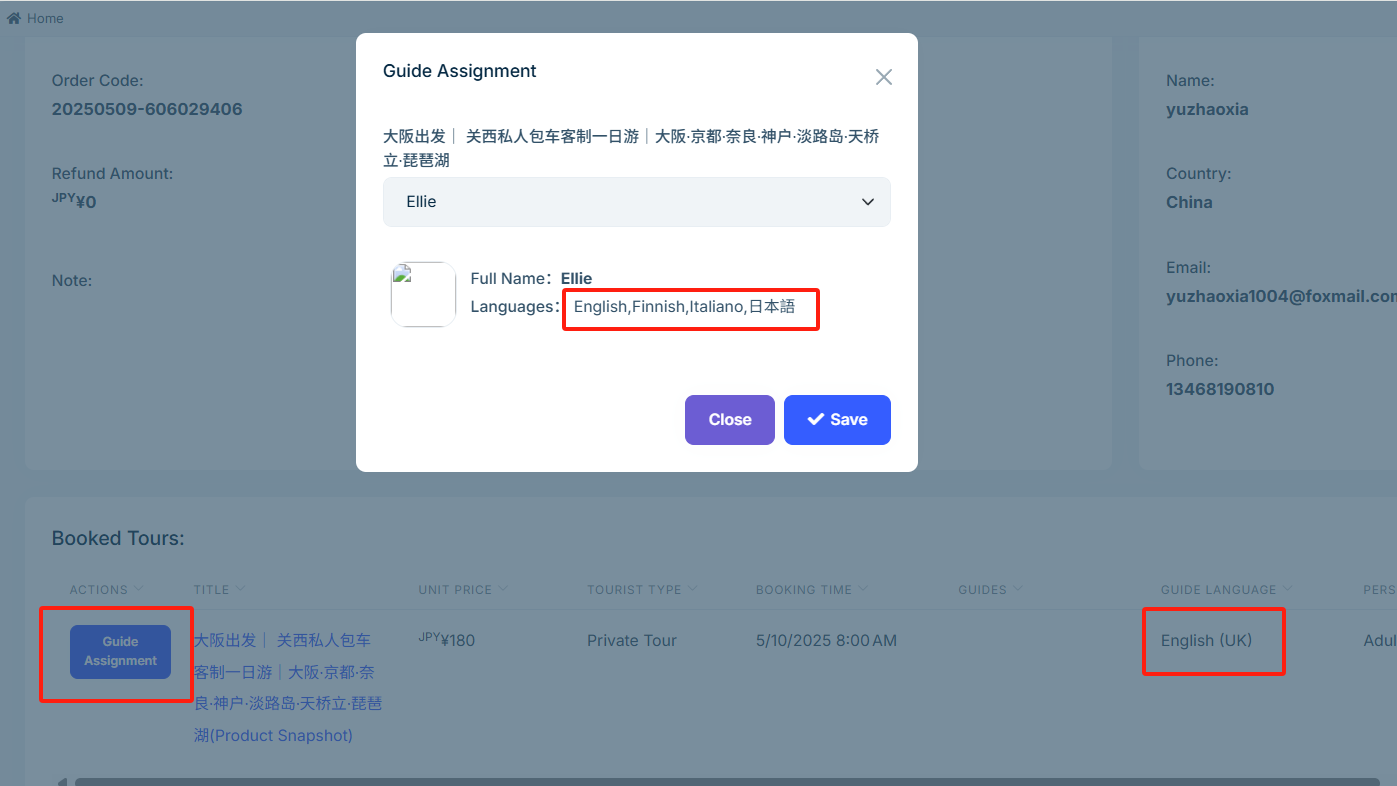 Home
Guide Assignment
大阪出发｜ 关西私人包车客制一日游｜大阪·京都·奈良·神户·淡路岛·天桥
立·琵琶湖
Ellie
Full Name：Ellie
Languages：English,Finnish,Italiano,日本語
Close
Save
Order Code:
20250509-606029406
Refund Amount:
JPY¥0
Note:
Name:
yuzhaoxia
Country:
China
Email:
yuzhaoxia1004@foxmail.con
Phone:
13468190810
Booked Tours:
ACTIONS TITLE UNIT PRICE TOURIST TYPE BOOKING TIME GUIDES GUIDE LANGUAGE PERS
Guide
Assignment
大阪出发｜ 关西私人包车
客制一日游｜大阪·京都·奈
良·神户·淡路岛·天桥立·琵琶
湖(Product Snapshot)
JPY¥180
Private Tour
5/10/2025 8:00 AM
English (UK)
Adul